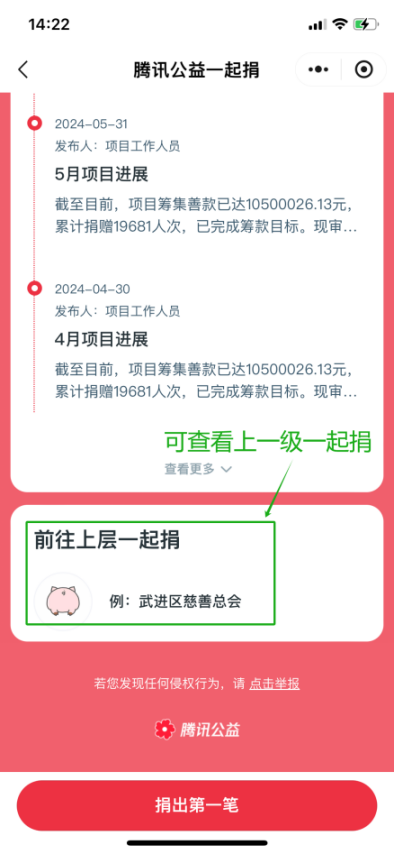 14:22
腾讯公益一起捐
2024-05-31
发布人：项目工作人员
5月项目进展
截至目前，项目筹集善款已达10500026.13元，
累计捐赠19681人次，已完成筹款目标。现审...
2024-04-30
发布人：项目工作人员
4月项目进展
截至目前，项目筹集善款已达10500026.13元，
累计捐赠19681人次，已完成筹款目标。现审...
可查看上一级一起捐
查看更多
前往上层一起捐
例：武进区慈善总会
若您发现任何侵权行为，请 点击举报
腾讯公益
捐出第一笔